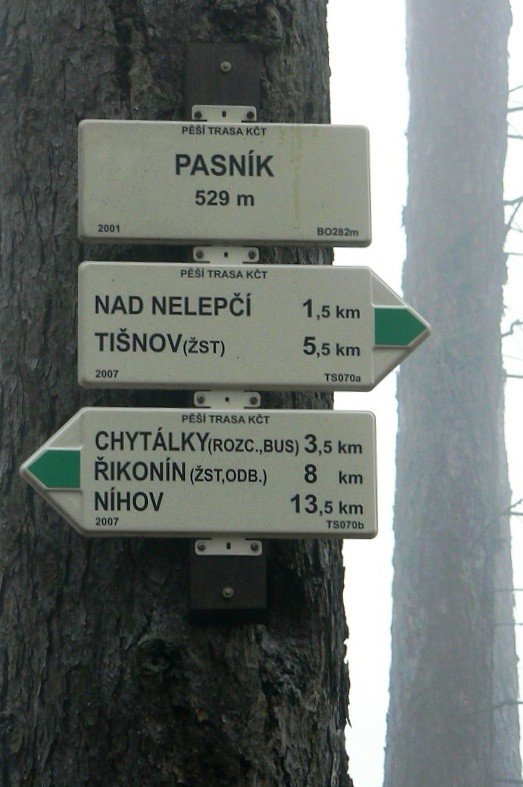 PĚŠÍ TRASA KČT
PASNÍK
529 m
2001 BO282m
PĚŠÍ TRASA KČT
NAD NELEPČÍ 1,5 km
TIŠNOV(ŽST) 5,5 km
2007 TS070a
PĚŠÍ TRASA KČT
CHYTÁLKY(ROZC.,BUS) 3,5 km
ŘIKONÍN (ŽST,ODB.) 8 km
NÍHOV 13,5 km
2007 TS070b